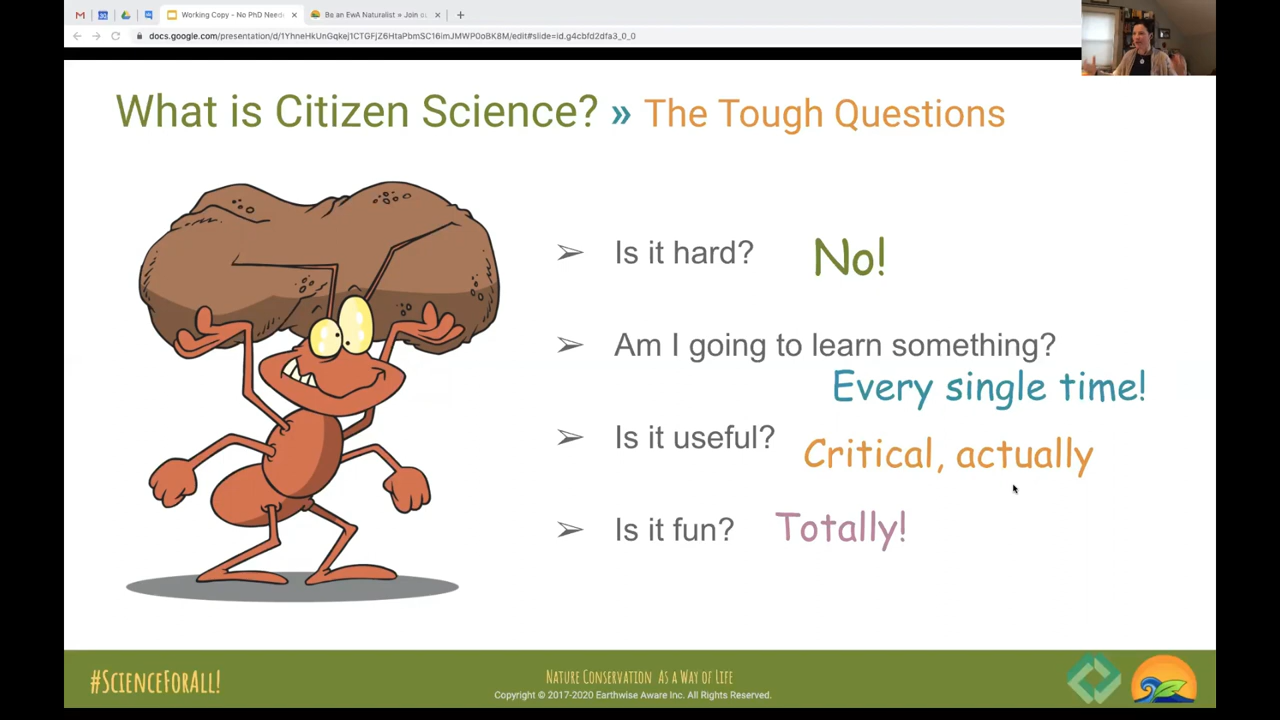 Working Copy - No PhD Need
Be an EwA Naturalist » Join ou
docs.google.com/presentation/d/1YhneHkUnGqkej1CTGFjZ6HtaPbmSC16imJMWP0oBK8M/edit#slide=id.g4cbfd2dfa3_0_0
What is Citizen Science? » The Tough Questions
➢ Is it hard? No!
➢ Am I going to learn something?
Every single time!
➢ Is it useful? Critical, actually
➢ Is it fun? Totally!
#ScienceForAll!
Nature Conservation As a Way of Life
Copyright © 2017-2020 Earthwise Aware Inc. All Rights Reserved.